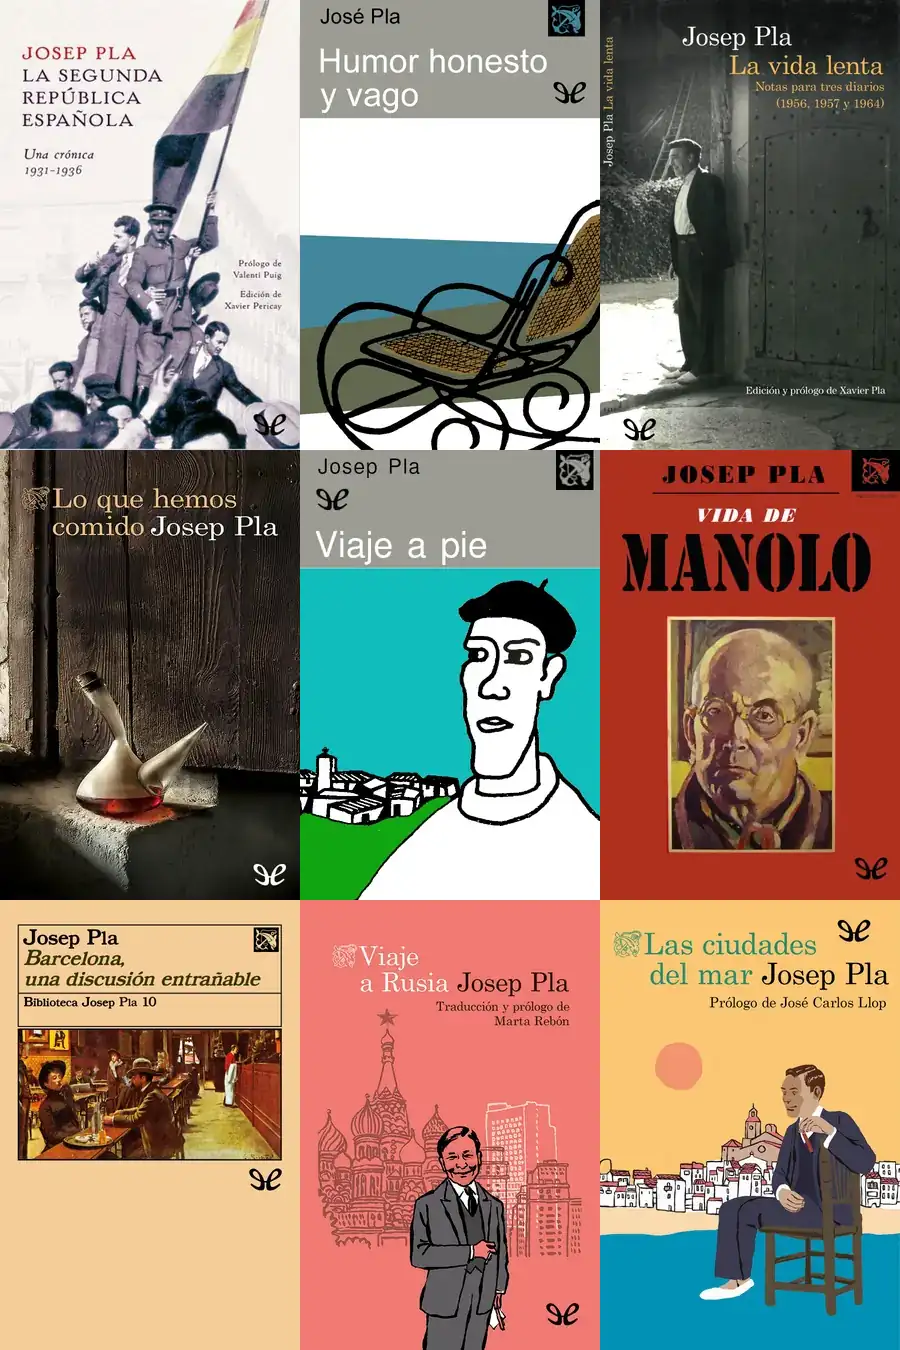 JOSEP PLA
LA SEGUNDA
REPÚBLICA
ESPAÑOLA
Una crónica
1931-1936
Prólogo de
Valentí Puig
Edición de
Xavier Pericay
José Pla
Humor honesto
y vago
Josep Pla La vida lenta
Josep Pla
La vida lenta
Notas para tres diarios
(1956, 1957 y 1964)
Edición y prólogo de Xavier Pla
Lo que hemos
comido Josep Pla
Josep Pla
Viaje a pie
JOSEP PLA
VIDA DE
MANOLO
Josep Pla
Barcelona,
una discusión entrañable
Biblioteca Josep Pla 10
Viaje
a Rusia Josep Pla
Traducción y prólogo de
Marta Rebón
Las ciudades
del mar Josep Pla
Prólogo de José Carlos Llop